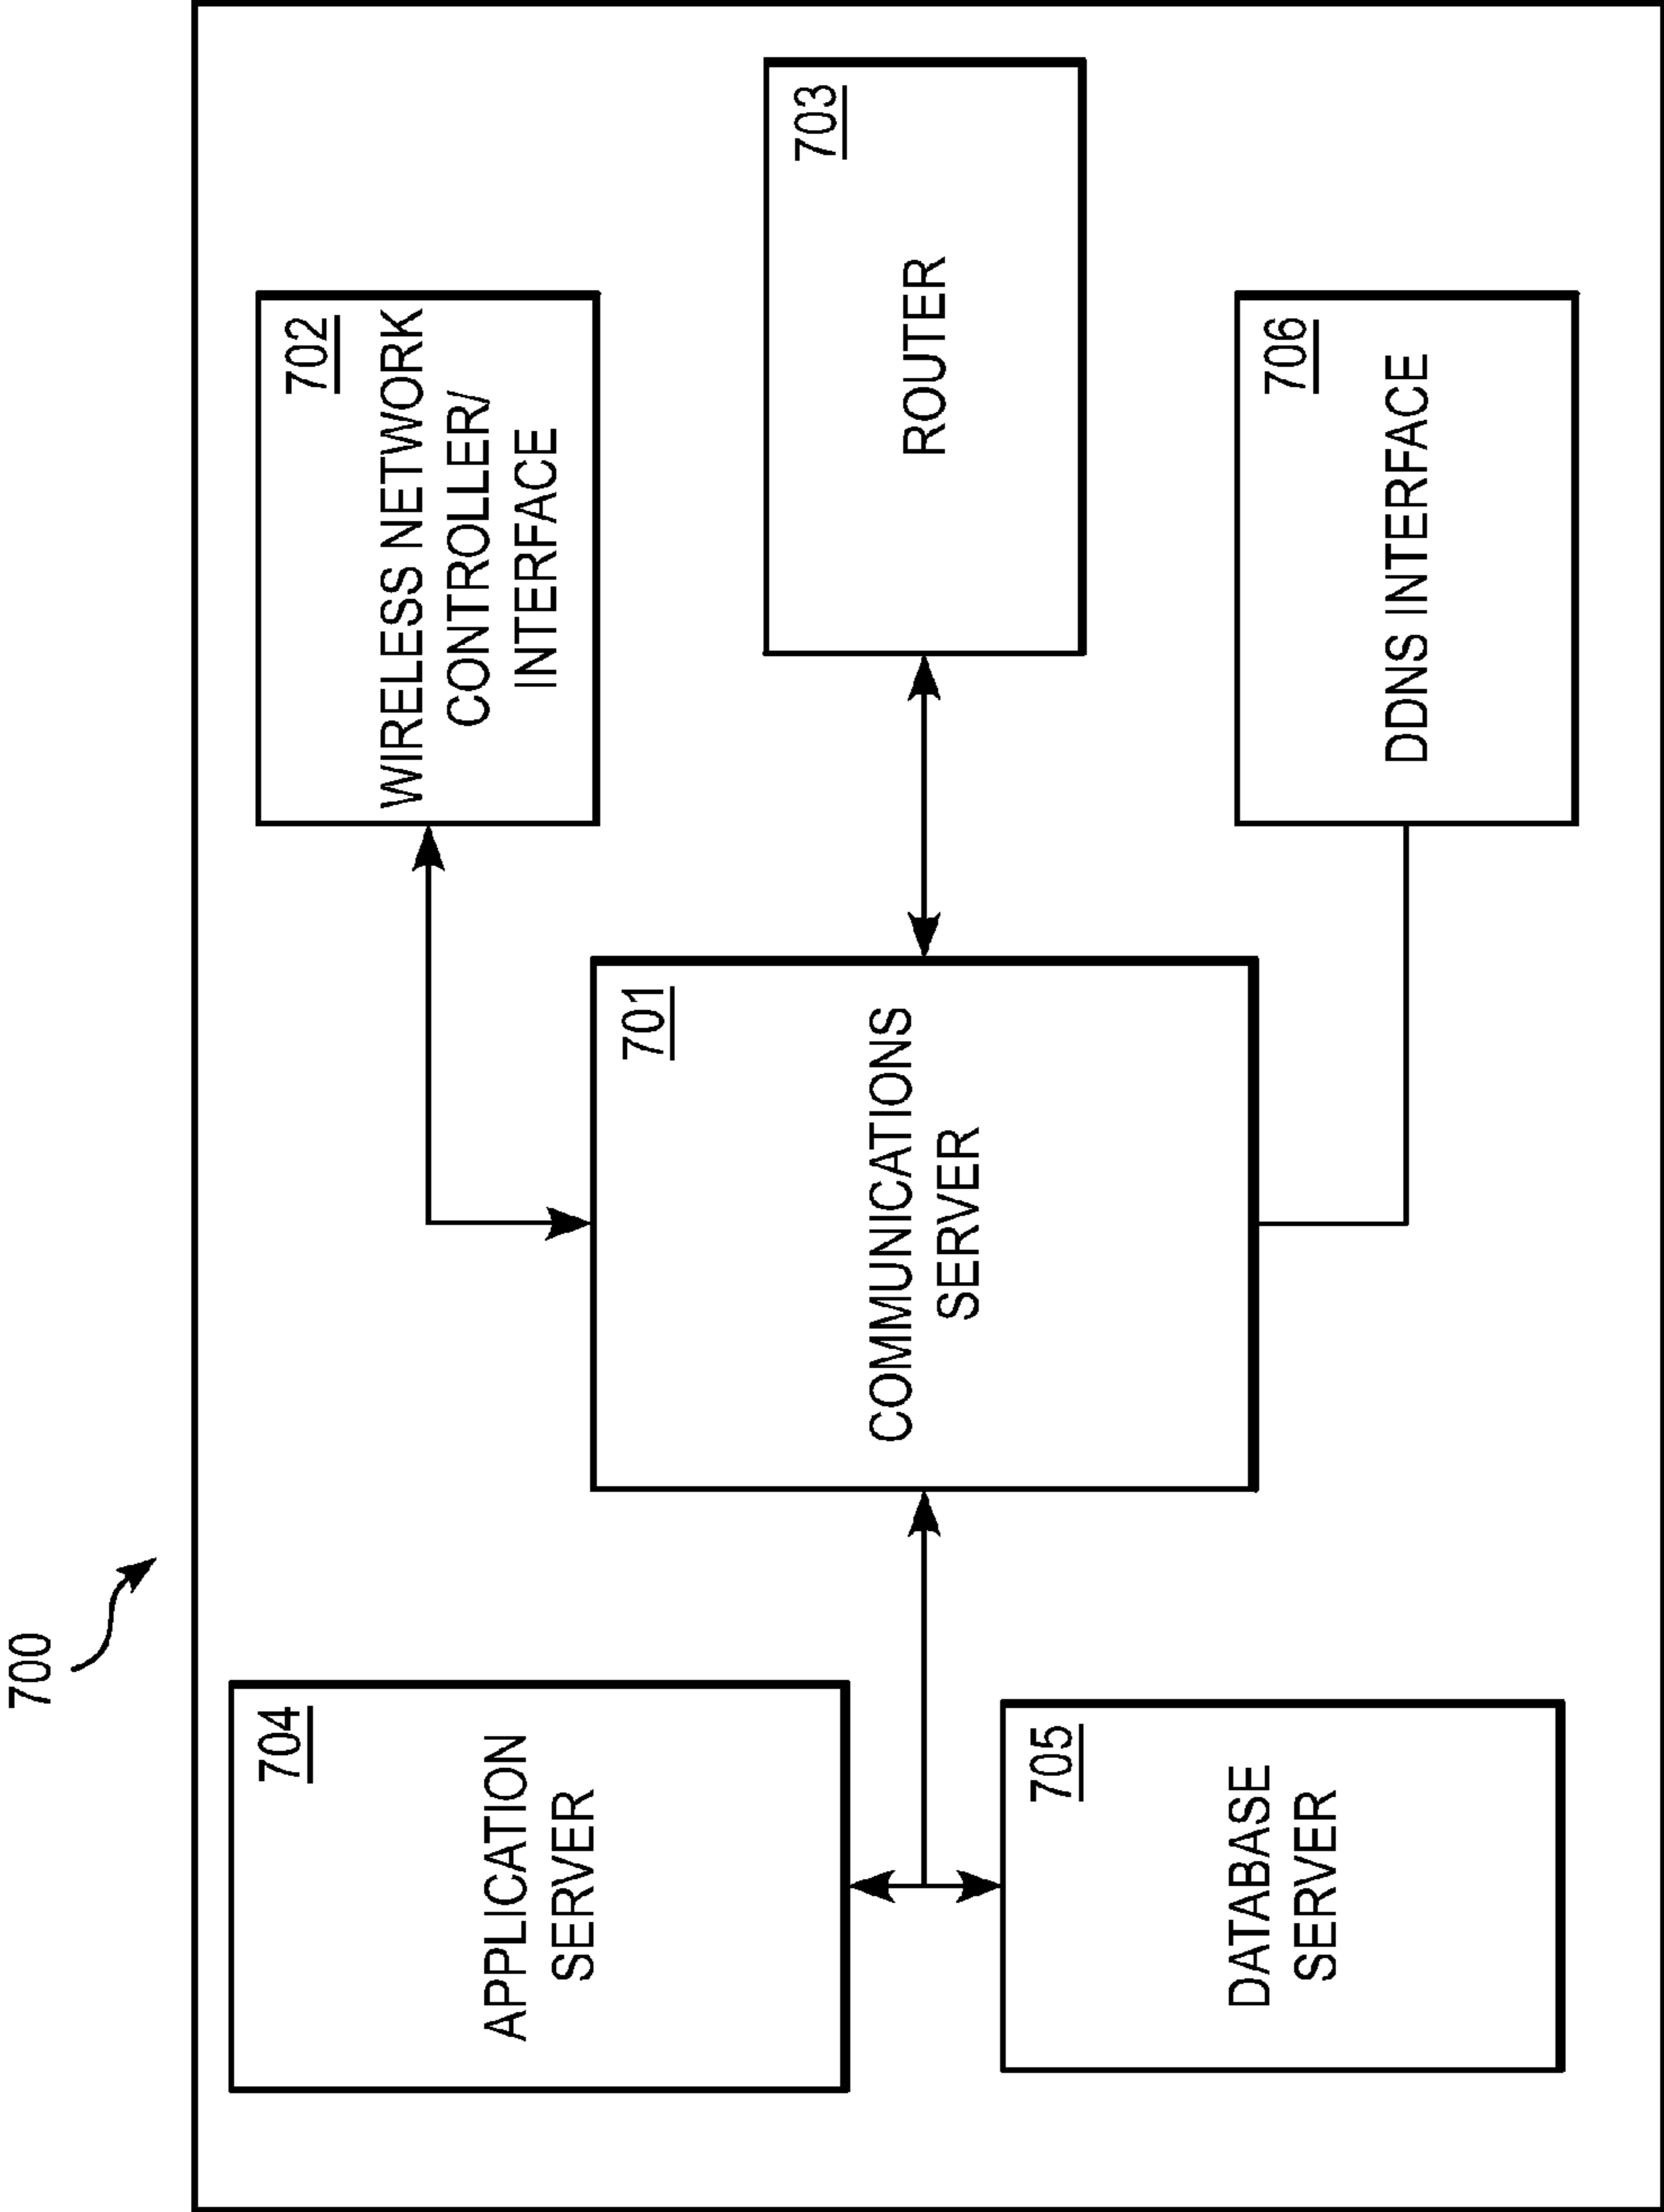 700
704
APPLICATION
SERVER
705
DATABASE
SERVER
701
COMMUNICATIONS
SERVER
702
WIRELESS NETWORK
CONTROLLER/
INTERFACE
703
ROUTER
706
DDNS INTERFACE